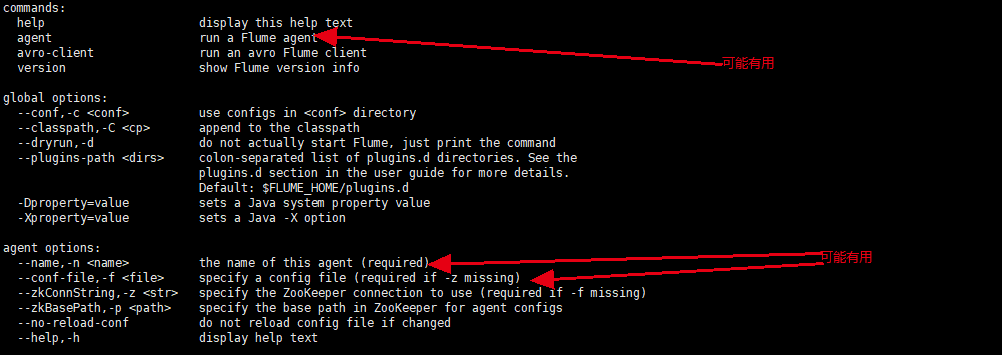 commands:
help display this help text
agent run a Flume agent
avro-client run an avro Flume client
可能有用
version show Flume version info
global options:
--conf,-c <conf> use configs in <conf> directory
--classpath,-C <cp> append to the classpath
--dryrun,-d do not actually start Flume, just print the command
--plugins-path <dirs> colon-separated list of plugins.d directories. See the
plugins.d section in the user guide for more details.
Default: $FLUME_HOME/plugins.d
-Dproperty=value sets a Java system property value
-Xproperty=value sets a Java -X option
agent options:
可能有用
--name,-n <name> the name of this agent (required)
--conf-file,-f <file> specify a config file (required if -z missing)
--zkConnString,-z <str> specify the ZooKeeper connection to use (required if -f missing)
--zkBasePath,-p <path> specify the base path in ZooKeeper for agent configs
--no-reload-conf do not reload config file if changed
--help,-h display help text